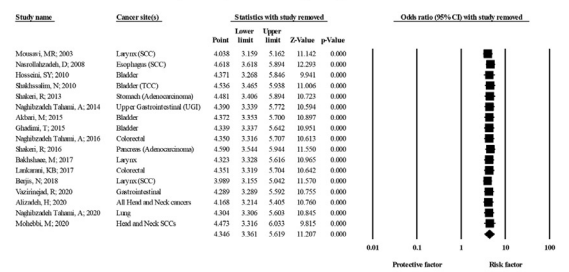 Study name Cancer site(s) Statistics with study removed Odds ratio (95% CI) with study removed
Point Lower limit Upper limit Z-Value p-Value
Mousavi, MR; 2003 Larynx (SCC) 4.038 3.159 5.162 11.142 0.000
Nasrollahzadeh, D; 2008 Esophagus (SCC) 4.618 3.618 5.894 12.293 0.000
Hosseini, SY; 2010 Bladder 4.371 3.268 5.846 9.941 0.000
Shakhssalim, N; 2010 Bladder (TCC) 4.536 3.465 5.938 11.006 0.000
Shakeri, R; 2013 Stomach (Adenocarcinoma) 4.481 3.406 5.894 10.723 0.000
Naghibzadeh Tahami, A; 2014 Upper Gastrointestinal (UGI) 4.390 3.339 5.772 10.594 0.000
Akbari, M; 2015 Bladder 4.372 3.353 5.700 10.897 0.000
Ghadimi, T; 2015 Bladder 4.339 3.337 5.642 10.951 0.000
Naghibzadeh Tahami, A; 2016 Colorectal 4.350 3.316 5.707 10.613 0.000
Shakeri, R; 2016 Pancreas (Adenocarcinoma) 4.590 3.544 5.944 11.550 0.000
Bakhshaee, M; 2017 Larynx 4.323 3.328 5.616 10.965 0.000
Lankarani, KB; 2017 Colorectal 4.351 3.319 5.704 10.642 0.000
Berjis, N; 2018 Larynx (SCC) 3.989 3.155 5.042 11.570 0.000
Vazirinejad, R; 2020 Gastrointestinal 4.289 3.289 5.592 10.755 0.000
Alizadeh, H; 2020 All Head and Neck cancers 4.168 3.214 5.405 10.760 0.000
Naghibzadeh Tahami, A; 2020 Lung 4.304 3.306 5.603 10.845 0.000
Mohebbi, M; 2020 Head and Neck SCCs 4.473 3.316 6.033 9.815 0.000
4.346 3.361 5.619 11.207 0.000
0.01 0.1 1 10 100
Protective factor Risk factor